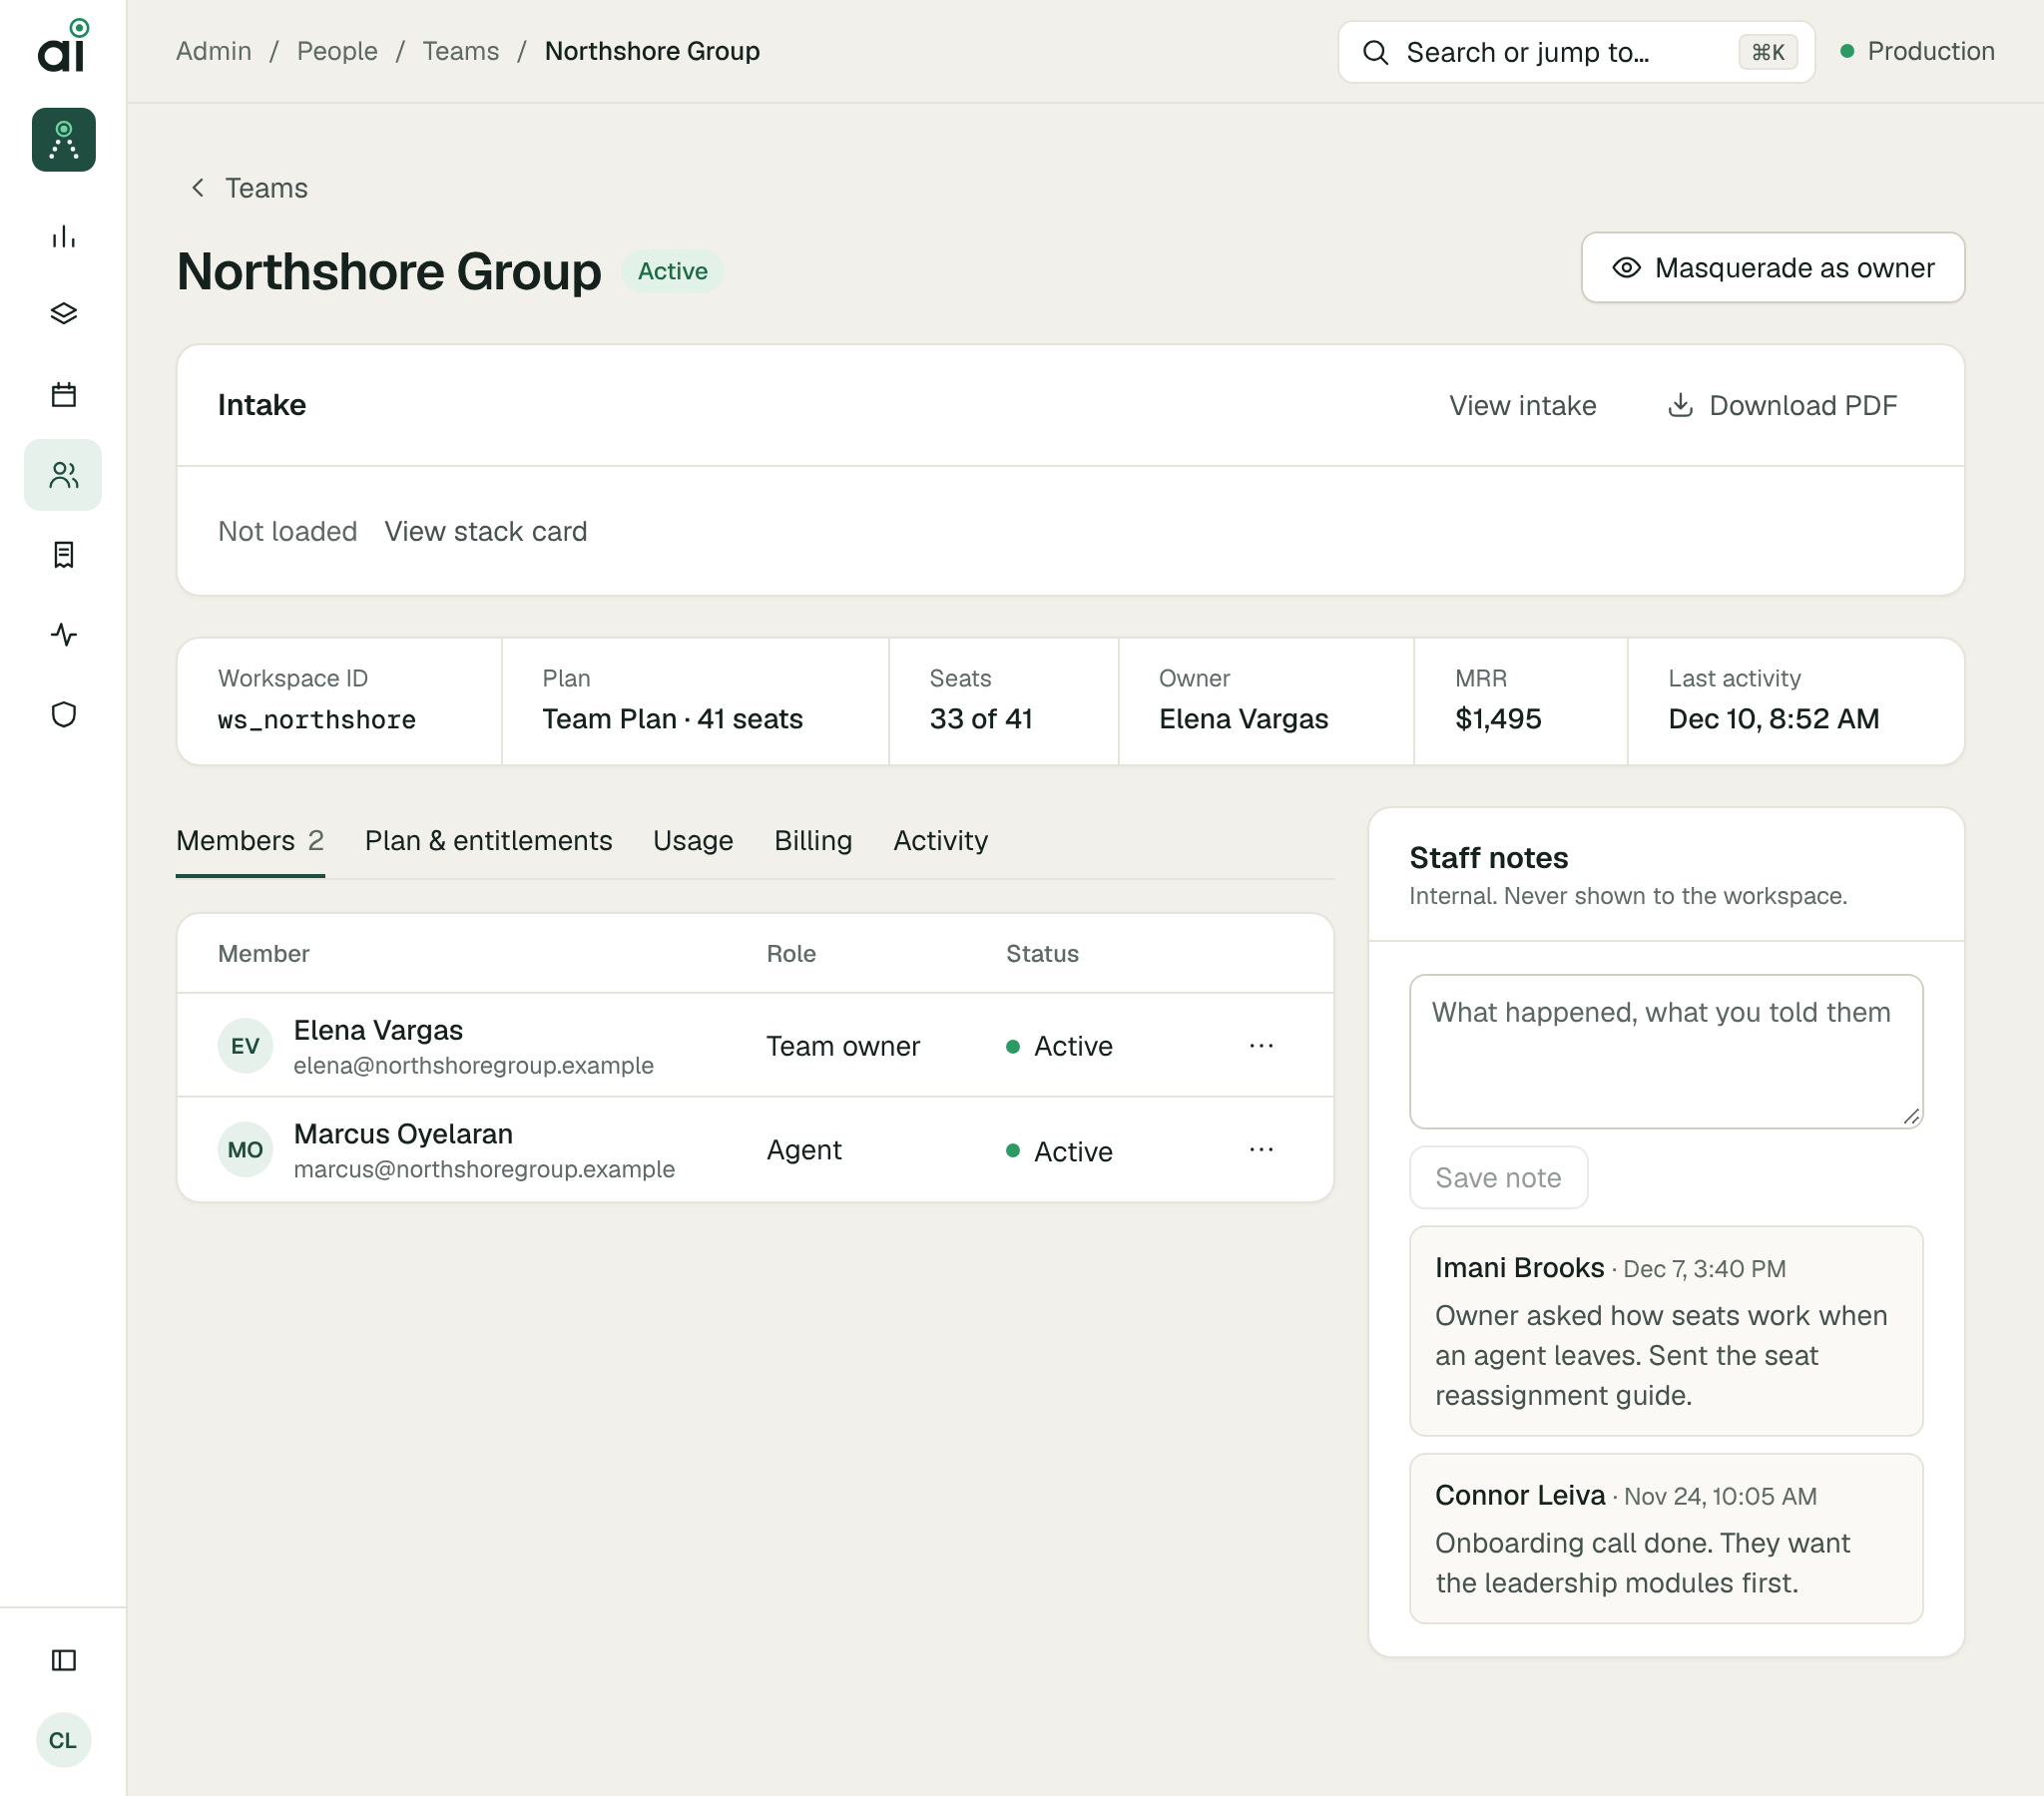 ai
Admin / People / Teams / Northshore Group
Search or jump to...
⌘K
Production
Teams
Northshore Group
Active
Masquerade as owner
Intake
View intake
Download PDF
Not loaded
View stack card
Workspace ID
ws_northshore
Plan
Team Plan · 41 seats
Seats
33 of 41
Owner
Elena Vargas
MRR
$1,495
Last activity
Dec 10, 8:52 AM
Members 2
Plan & entitlements
Usage
Billing
Activity
Member
Role
Status
EV
Elena Vargas
elena@northshoregroup.example
Team owner
Active
MO
Marcus Oyelaran
marcus@northshoregroup.example
Agent
Active
Staff notes
Internal. Never shown to the workspace.
What happened, what you told them
Save note
Imani Brooks · Dec 7, 3:40 PM
Owner asked how seats work when
an agent leaves. Sent the seat
reassignment guide.
Connor Leiva · Nov 24, 10:05 AM
Onboarding call done. They want
the leadership modules first.
CL